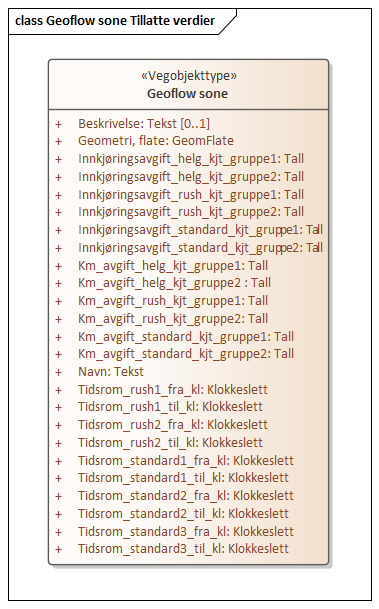 class Geoflow sone Tillatte verdier
«Vegobjekttype»
Geoflow sone
+ Beskrivelse: Tekst [0..1]
+ Geometri, flate: GeomFlate
+ Innkjøringsavgift_helg_kjt_gruppe1: Tall
+ Innkjøringsavgift_helg_kjt_gruppe2: Tall
+ Innkjøringsavgift_rush_kjt_gruppe1: Tall
+ Innkjøringsavgift_rush_kjt_gruppe2: Tall
+ Innkjøringsavgift_standard_kjt_gruppe1: Tall
+ Innkjøringsavgift_standard_kjt_gruppe2: Tall
+ Km_avgift_helg_kjt_gruppe1: Tall
+ Km_avgift_helg_kjt_gruppe2 : Tall
+ Km_avgift_rush_kjt_gruppe1: Tall
+ Km_avgift_rush_kjt_gruppe2: Tall
+ Km_avgift_standard_kjt_gruppe1: Tall
+ Km_avgift_standard_kjt_gruppe2: Tall
+ Navn: Tekst
+ Tidsrom_rush1_fra_kl: Klokkeslett
+ Tidsrom_rush1_til_kl: Klokkeslett
+ Tidsrom_rush2_fra_kl: Klokkeslett
+ Tidsrom_rush2_til_kl: Klokkeslett
+ Tidsrom_standard1_fra_kl: Klokkeslett
+ Tidsrom_standard1_til_kl: Klokkeslett
+ Tidsrom_standard2_fra_kl: Klokkeslett
+ Tidsrom_standard2_til_kl: Klokkeslett
+ Tidsrom_standard3_fra_kl: Klokkeslett
+ Tidsrom_standard3_til_kl: Klokkeslett